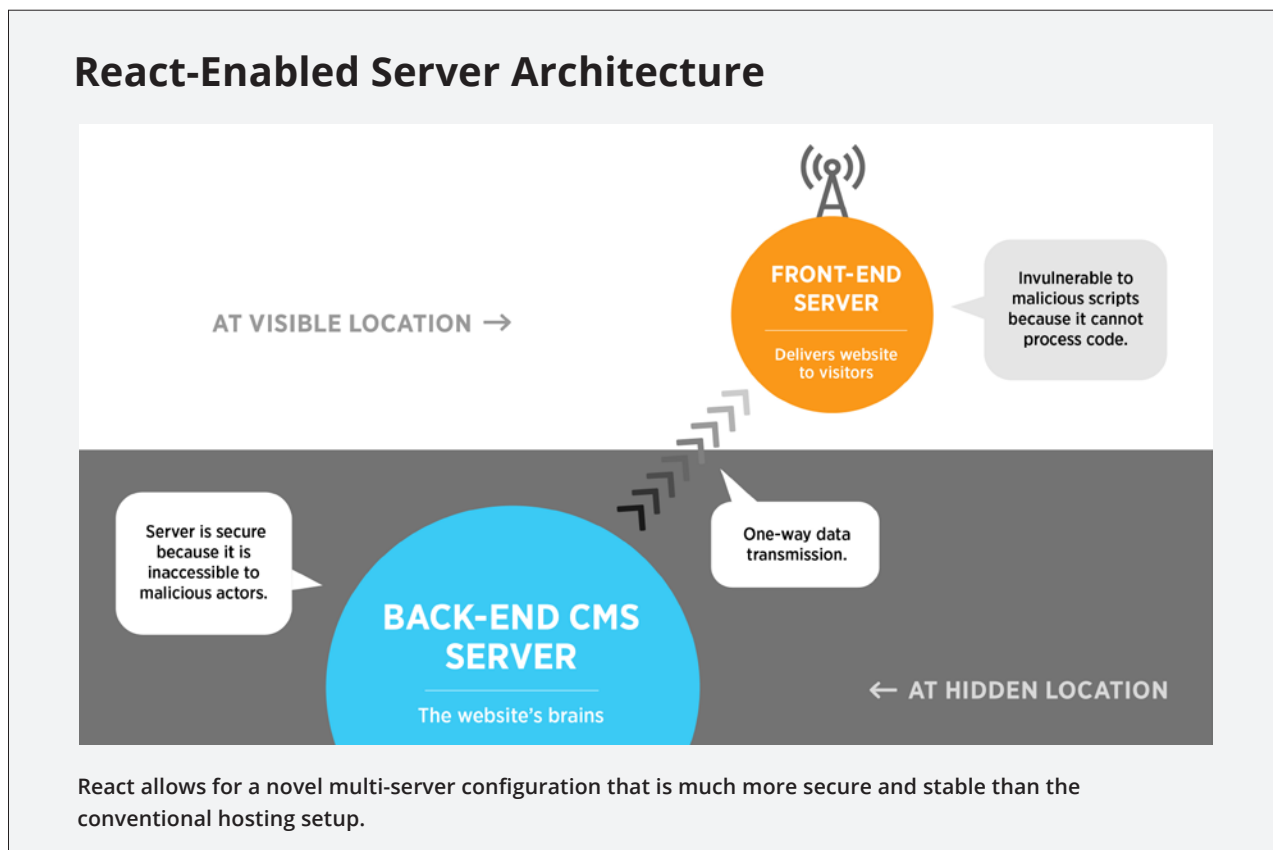 React-Enabled Server Architecture
AT VISIBLE LOCATION →
FRONT-END
SERVER
Delivers website
to visitors
Invulnerable to
malicious scripts
because it cannot
process code.
Server is secure
because it is
inaccessible to
malicious actors.
One-way data
transmission.
BACK-END CMS
SERVER
The website's brains
← AT HIDDEN LOCATION
React allows for a novel multi-server configuration that is much more secure and stable than the
conventional hosting setup.